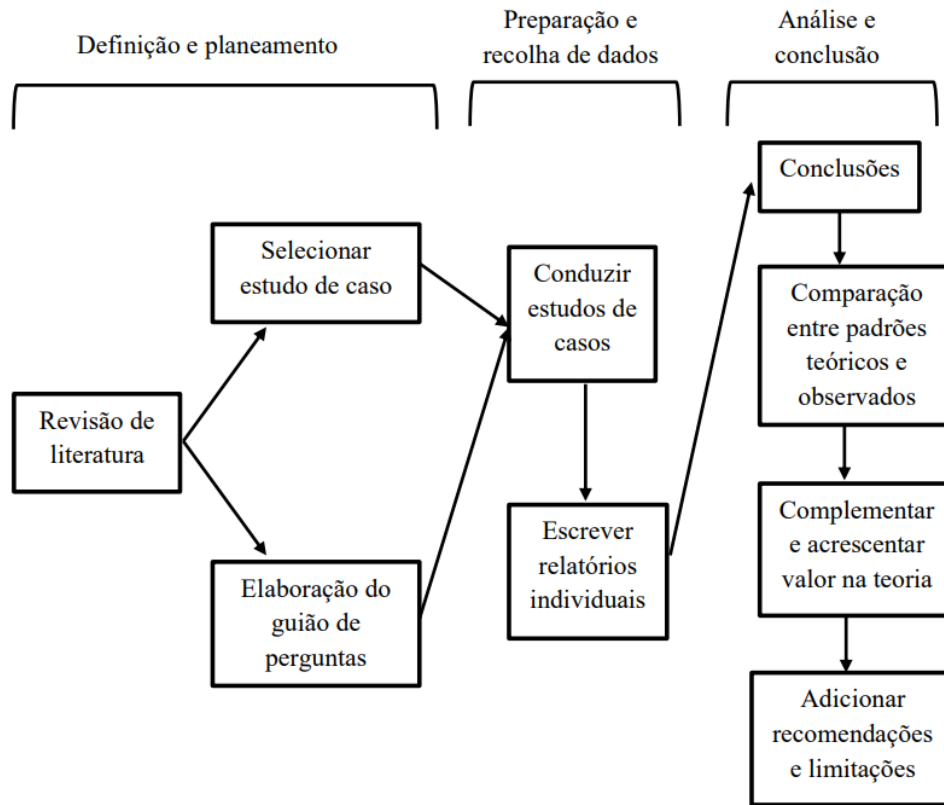 Definição e planeamento
Preparação e
recolha de dados
Análise e
conclusão
Revisão de
literatura
Selecionar
estudo de caso
Elaboração do
guião de
perguntas
Conduzir
estudos de
casos
Escrever
relatórios
individuais
Conclusões
Comparação
entre padrões
teóricos e
observados
Complementar
e acrescentar
valor na teoria
Adicionar
recomendações
e limitações